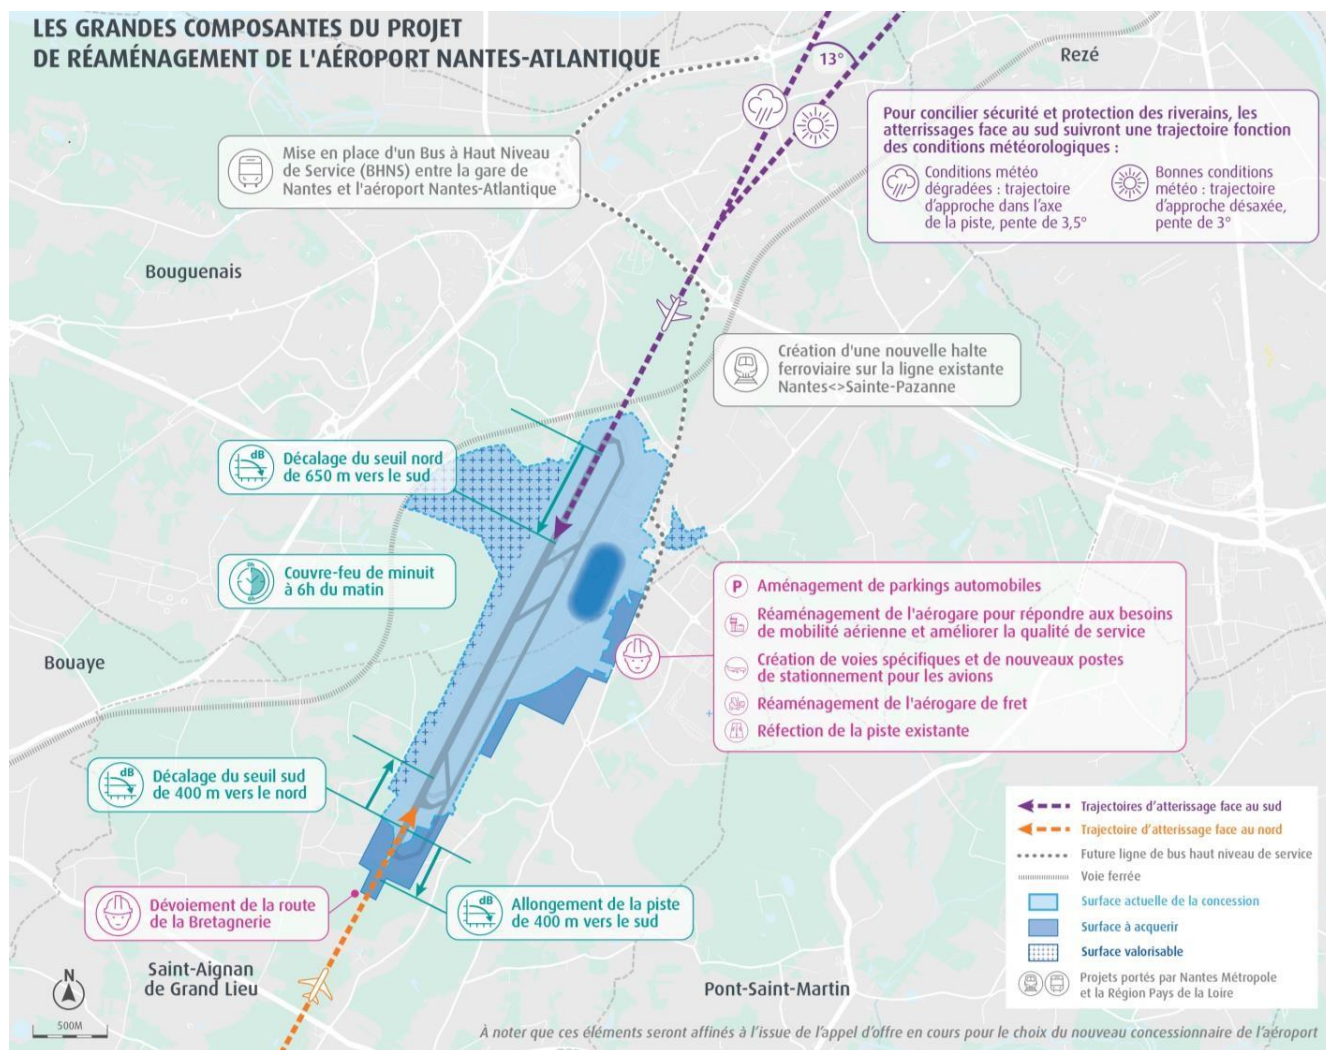 LES GRANDES COMPOSANTES DU PROJET
DE RÉAMÉNAGEMENT DE L'AÉROPORT NANTES-ATLANTIQUE
13°
Rezé
Pour concilier sécurité et protection des riverains, les
atterrissages face au sud suivront une trajectoire fonction
des conditions météorologiques :
Conditions météo
dégradées : trajectoire
d'approche dans l'axe
de la piste, pente de 3,5°
Bonnes conditions
météo : trajectoire
d'approche désaxée,
pente de 3°
Mise en place d'un Bus à Haut Niveau
de Service (BHNS) entre la gare de
Nantes et l'aéroport Nantes-Atlantique
Bouguenais
Création d'une nouvelle halte
ferroviaire sur la ligne existante
Nantes<>Sainte-Pazanne
dB
Décalage du seuil nord
de 650 m vers le sud
Couvre-feu de minuit
à 6h du matin
P
Aménagement de parkings automobiles
Réaménagement de l'aérogare pour répondre aux besoins
de mobilité aérienne et améliorer la qualité de service
Création de voies spécifiques et de nouveaux postes
de stationnement pour les avions
Réaménagement de l'aérogare de fret
Réfection de la piste existante
Bouaye
dB
Décalage du seuil sud
de 400 m vers le nord
Dévoiement de la route
de la Bretagnerie
dB
Allongement de la piste
de 400 m vers le sud
Saint-Aignan
de Grand Lieu
Pont-Saint-Martin
Trajectoires d'atterissage face au sud
Trajectoire d'atterissage face au nord
Future ligne de bus haut niveau de service
Voie ferrée
Surface actuelle de la concession
Surface à acquerir
Surface valorisable
Projets portés par Nantes Métropole
et la Région Pays de la Loire
N
500M
À noter que ces éléments seront affinés à l'issue de l'appel d'offre en cours pour le choix du nouveau concessionnaire de l'aéroport